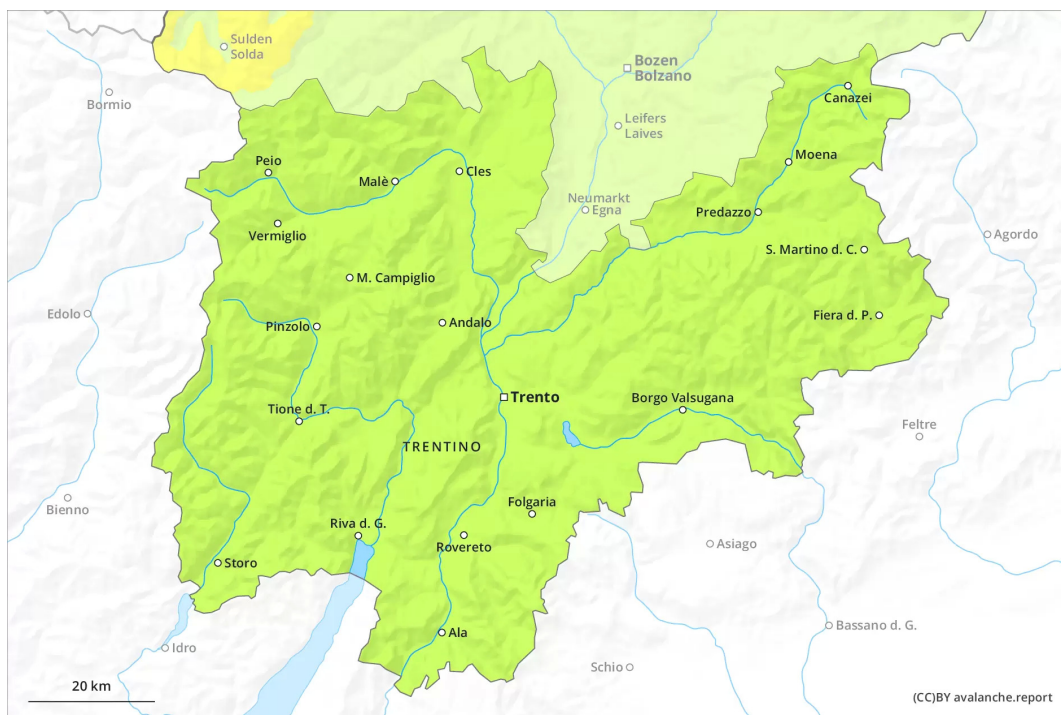 Sulden
Solda
Bozen
Bolzano
Bormio
Canazei
Leifers
Laives
Moena
Peio
Malè
Cles
Neumarkt
Egna
Predazzo
Vermiglio
Agordo
S. Martino d. C.
M. Campiglio
Edolo
Pinzolo
Andalo
Fiera d. P.
Trento
Borgo Valsugana
Tione d. T.
Feltre
TRENTINO
Bienno
Folgaria
Riva d. G.
Rovereto
Asiago
Storo
Ala
Bassano d. G.
Idro
Schio
20 km
(CC)BY avalanche.report